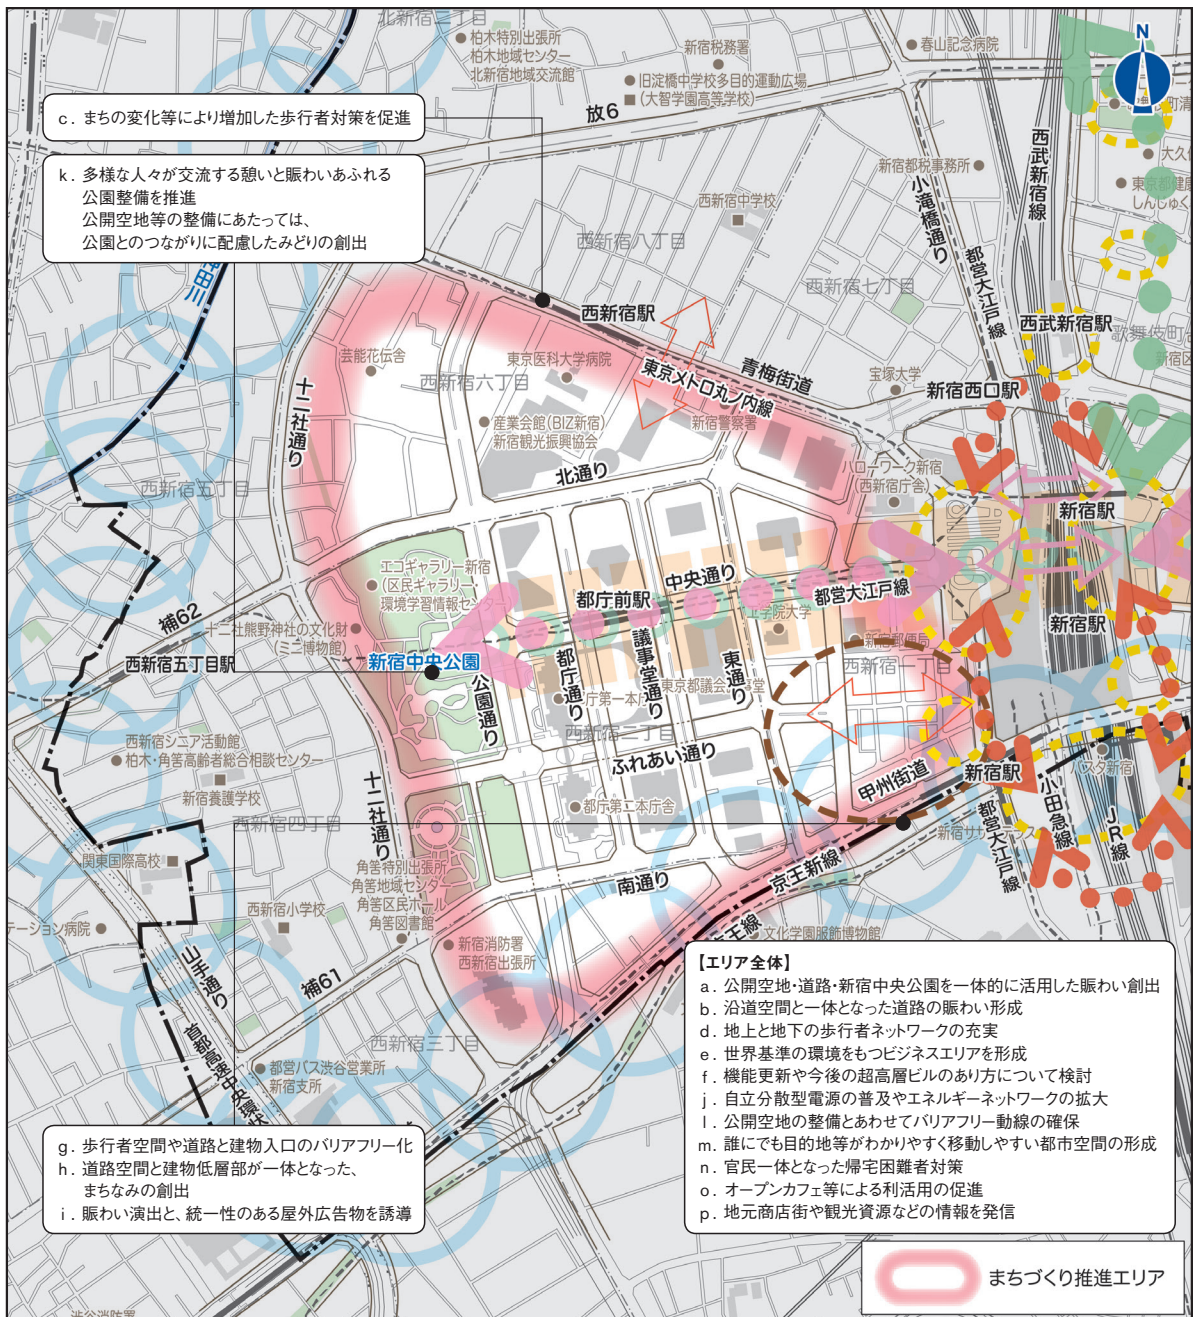 北新宿二丁目
柏木特別出張所
柏木地域センター
北新宿地域交流館
新宿税務署
春山記念病院
N
旧淀橋中学校多目的運動広場
(大智学園高等学校)
放6
c. まちの変化等により増加した歩行者対策を促進
k. 多様な人々が交流する憩いと賑わいあふれる
公園整備を推進
公開空地等の整備にあたっては、
公園とのつながりに配慮したみどりの創出
新宿都税事務所
小滝橋通り
西武新宿線
都営大江戸線
西新宿中学校
西新宿八丁目
西新宿七丁目
神田川
西新宿駅
西武新宿駅
歌舞伎町
芸能花伝舎
西新宿六丁目
東京医科大学病院
東京メトロ丸ノ内線
青梅街道
宝塚大学
新宿西口駅
十二社通り
産業会館(BIZ新宿)
新宿観光振興協会
新宿警察署
北通り
ハローワーク新宿
(西新宿庁舎)
西新宿五丁目
新宿駅
エコギャラリー新宿
(区民ギャラリー
環境学習情報センター)
中央通り
都庁前駅
都営大江戸線
工学院大学
新宿駅
補62
十二社熊野神社の文化財
(ミニ博物館)
新宿郵便局
西新宿五丁目駅
新宿中央公園
公園通り
都庁通り
議事堂通り
東通り
西新宿一丁目
都庁第一本庁舎
東京都議会議事堂
西新宿二丁目
西新宿シニア活動館
柏木・角筈高齢者総合相談センター
新宿養護学校
ふれあい通り
甲州街道
新宿駅
バスタ新宿
十二社通り
都庁第二本庁舎
西新宿四丁目
新宿サザンテラス
都営大江戸線
小田急線
JR線
関東国際高校
角筈特別出張所
角筈地域センター
角筈区民ホール
角筈図書館
南通り
京王新線
京王線
西新宿小学校
新宿消防署
西新宿出張所
文化学園服飾博物館
山手通り
補61
首都高速中央環状
西新宿三丁目
都営バス渋谷営業所
新宿支所
【エリア全体】
a. 公開空地・道路・新宿中央公園を一体的に活用した賑わい創出
b. 沿道空間と一体となった道路の賑わい形成
d. 地上と地下の歩行者ネットワークの充実
e. 世界基準の環境をもつビジネスエリアを形成
f. 機能更新や今後の超高層ビルのあり方について検討
j. 自立分散型電源の普及やエネルギーネットワークの拡大
l. 公開空地の整備とあわせてバリアフリー動線の確保
m. 誰にでも目的地等がわかりやすく移動しやすい都市空間の形成
n. 官民一体となった帰宅困難者対策
o. オープンカフェ等による利活用の促進
p. 地元商店街や観光資源などの情報を発信
g. 歩行者空間や道路と建物入口のバリアフリー化
h. 道路空間と建物低層部が一体となった、
まちなみの創出
i. 賑わい演出と、統一性のある屋外広告物を誘導
まちづくり推進エリア